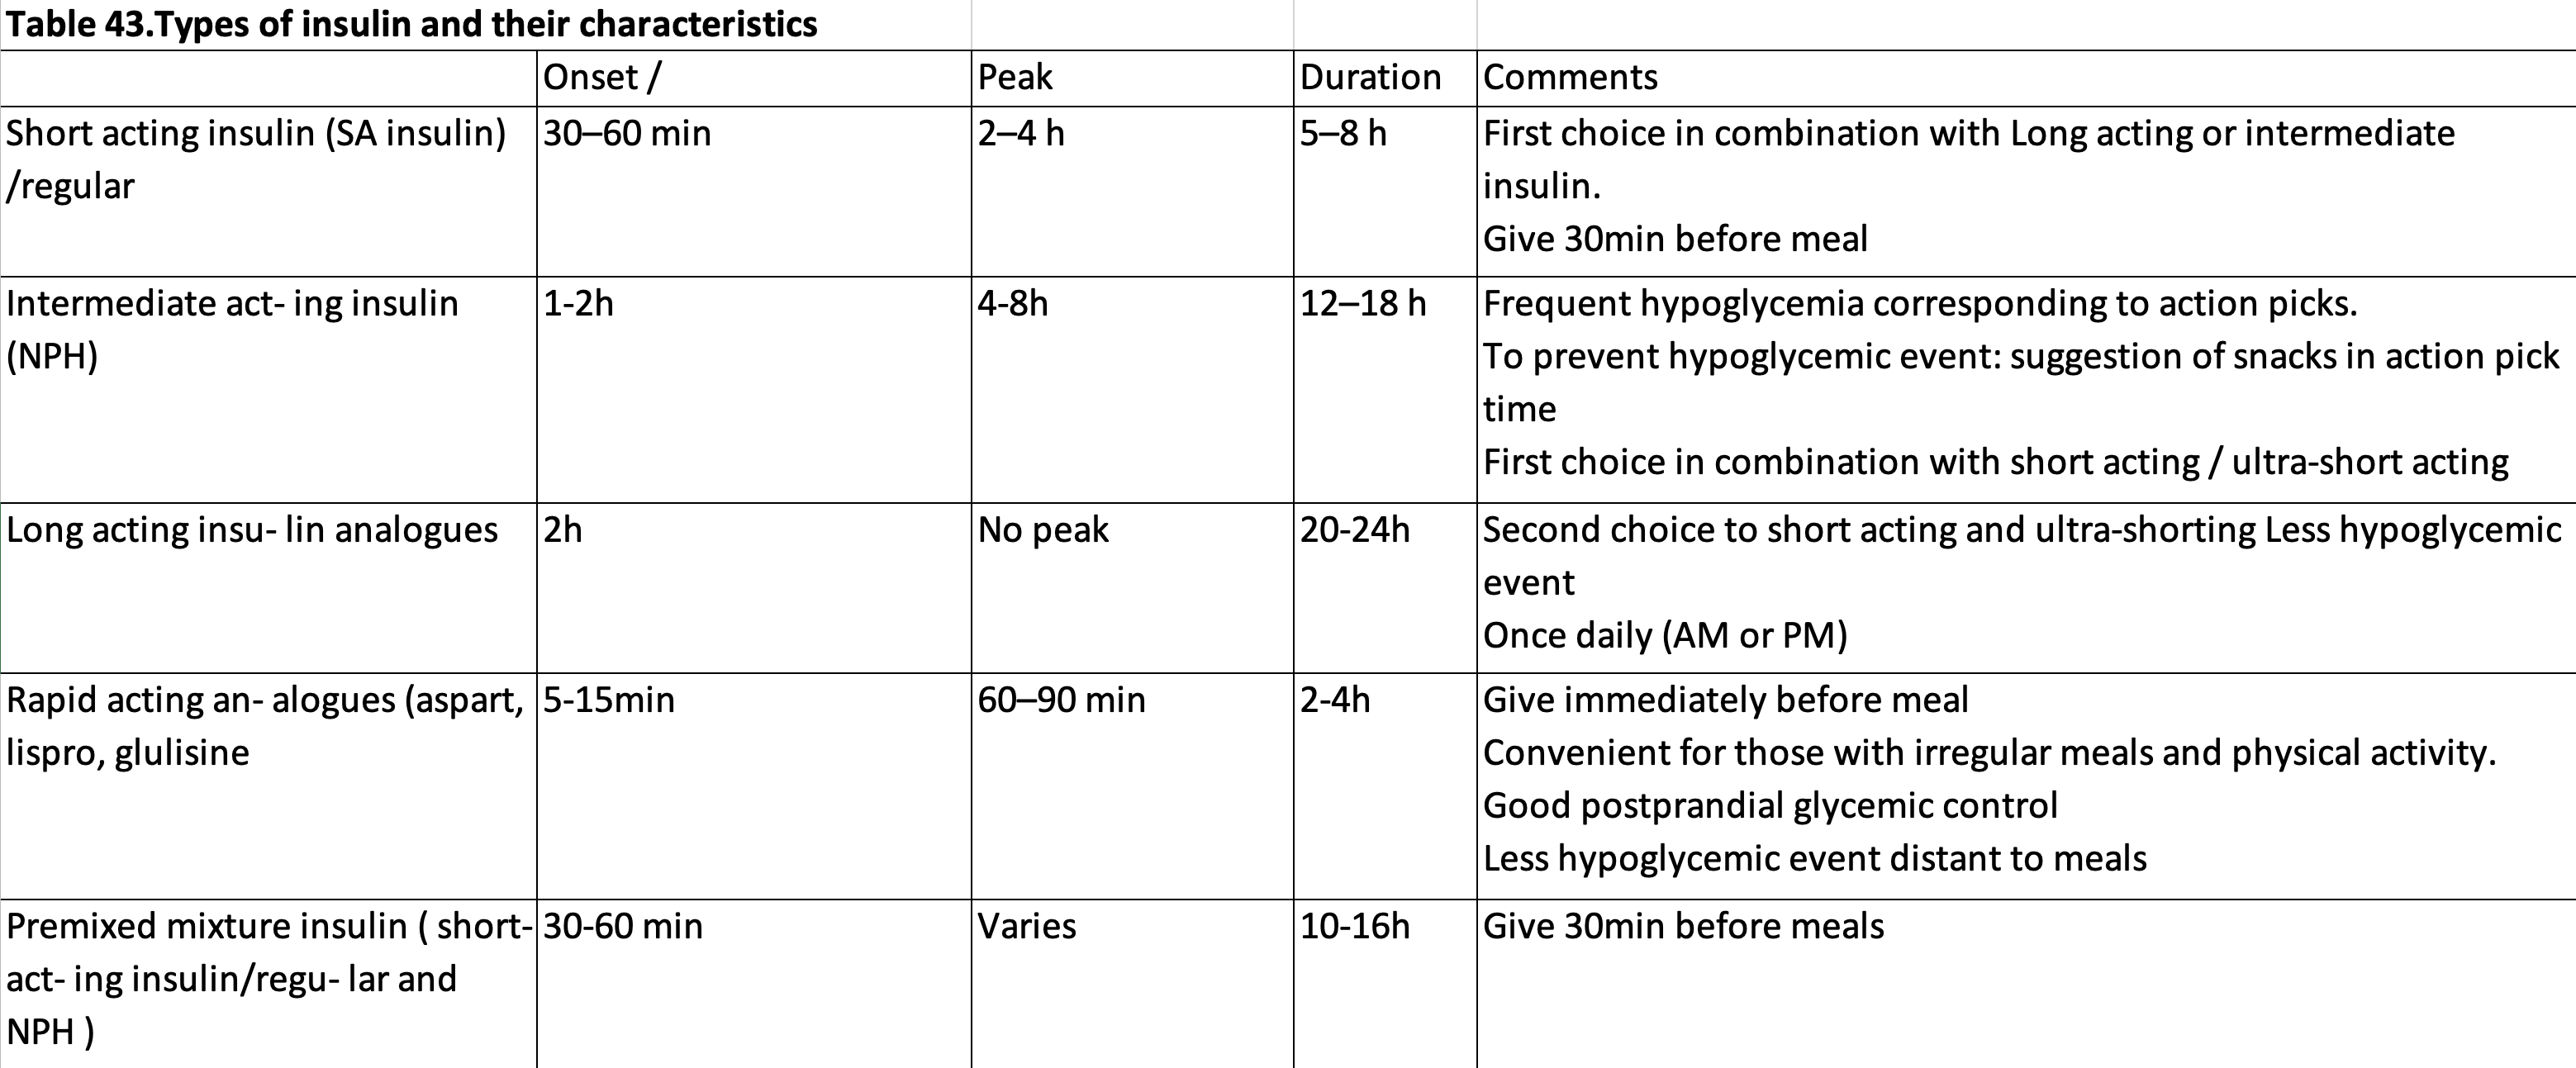 Table 43.Types of insulin and their characteristics
Onset / Peak Duration Comments
Short acting insulin (SA insulin) 30–60 min 2–4 h 5–8 h First choice in combination with Long acting or intermediate
/regular insulin.
Give 30min before meal
Intermediate act- ing insulin 1-2h 4-8h 12–18 h Frequent hypoglycemia corresponding to action picks.
(NPH) To prevent hypoglycemic event: suggestion of snacks in action pick
time
First choice in combination with short acting / ultra-short acting
Long acting insu- lin analogues 2h No peak 20-24h Second choice to short acting and ultra-shorting Less hypoglycemic
event
Once daily (AM or PM)
Rapid acting an- alogues (aspart, 5-15min 60–90 min 2-4h Give immediately before meal
lispro, glulisine Convenient for those with irregular meals and physical activity.
Good postprandial glycemic control
Less hypoglycemic event distant to meals
Premixed mixture insulin ( short- 30-60 min Varies 10-16h Give 30min before meals
act- ing insulin/regu- lar and
NPH )